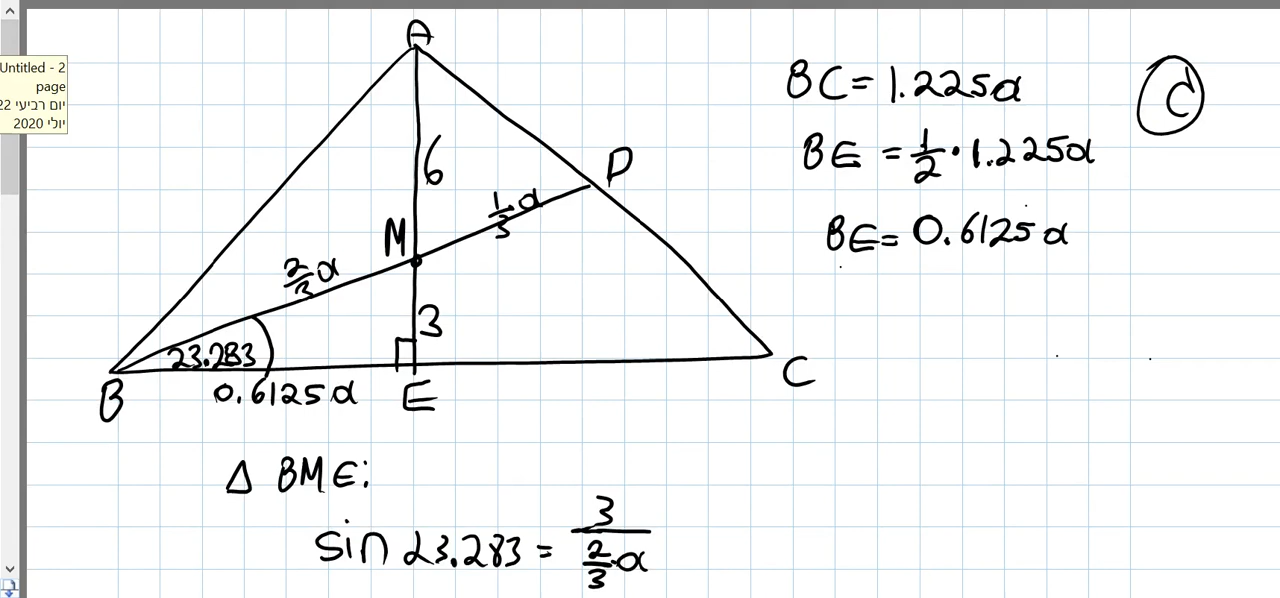 Untitled - 2
page
יום רביעי 22
יולי 2020
A
BC = 1.225a
d
BE = 1/2 · 1.225a
BE = 0.6125a
6
D
1/3 a
M
2/3 a
3
23.283
B
0.6125a
E
C
Δ BME:
sin 23.283 = 3 / (2/3 · a)